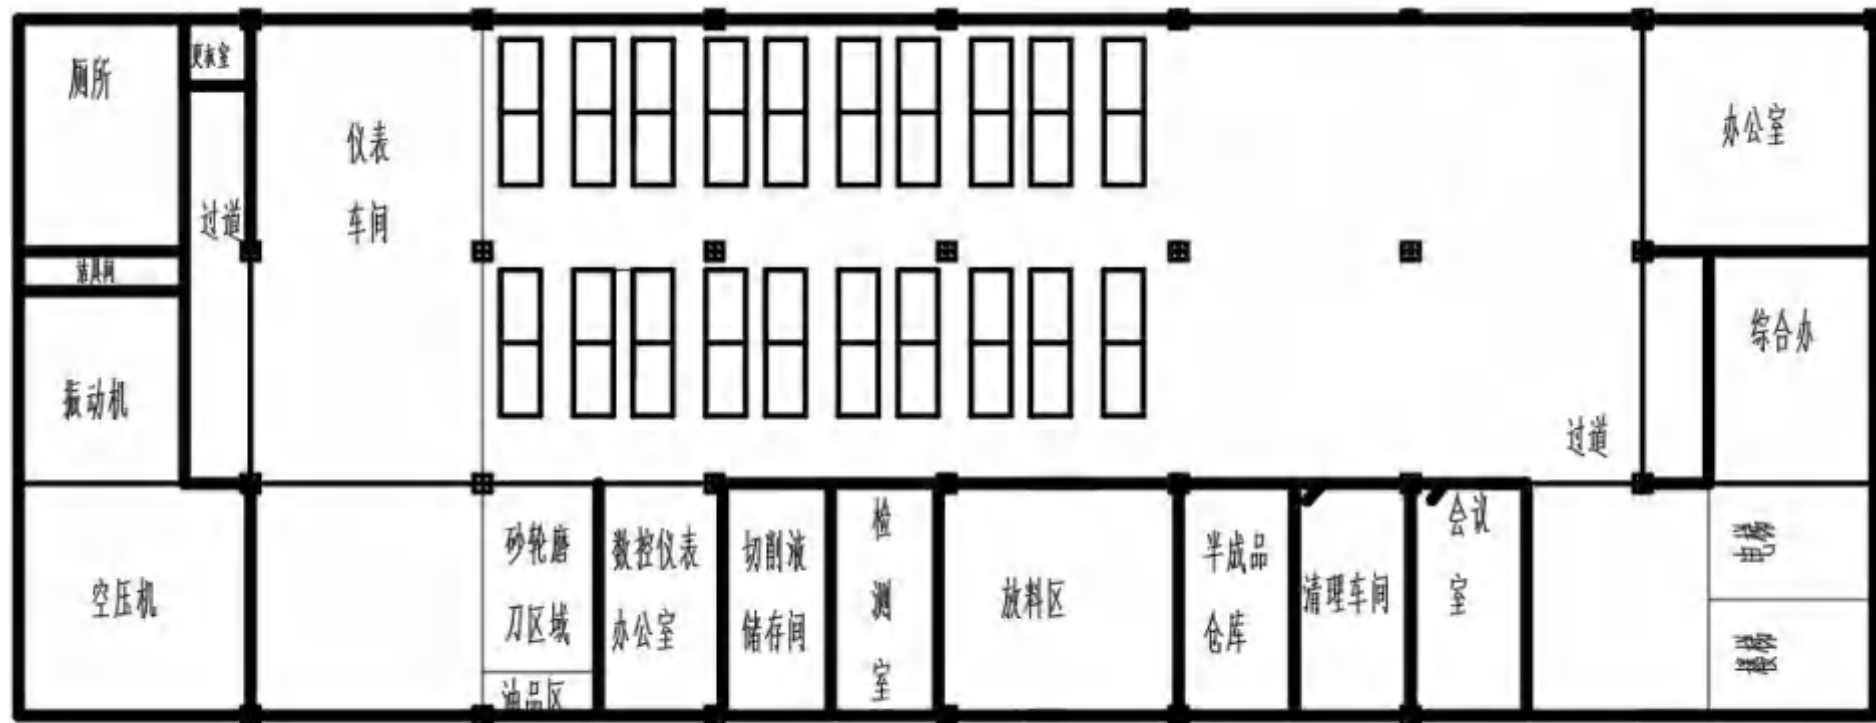 厕所
更衣室
过道
洁具间
振动机
空压机
仪表
车间
办公室
综合办
过道
砂轮磨
刀区域
油品区
数控仪表
办公室
切削液
储存间
检
测
室
放料区
半成品
仓库
清理车间
会议
室
电梯
楼梯